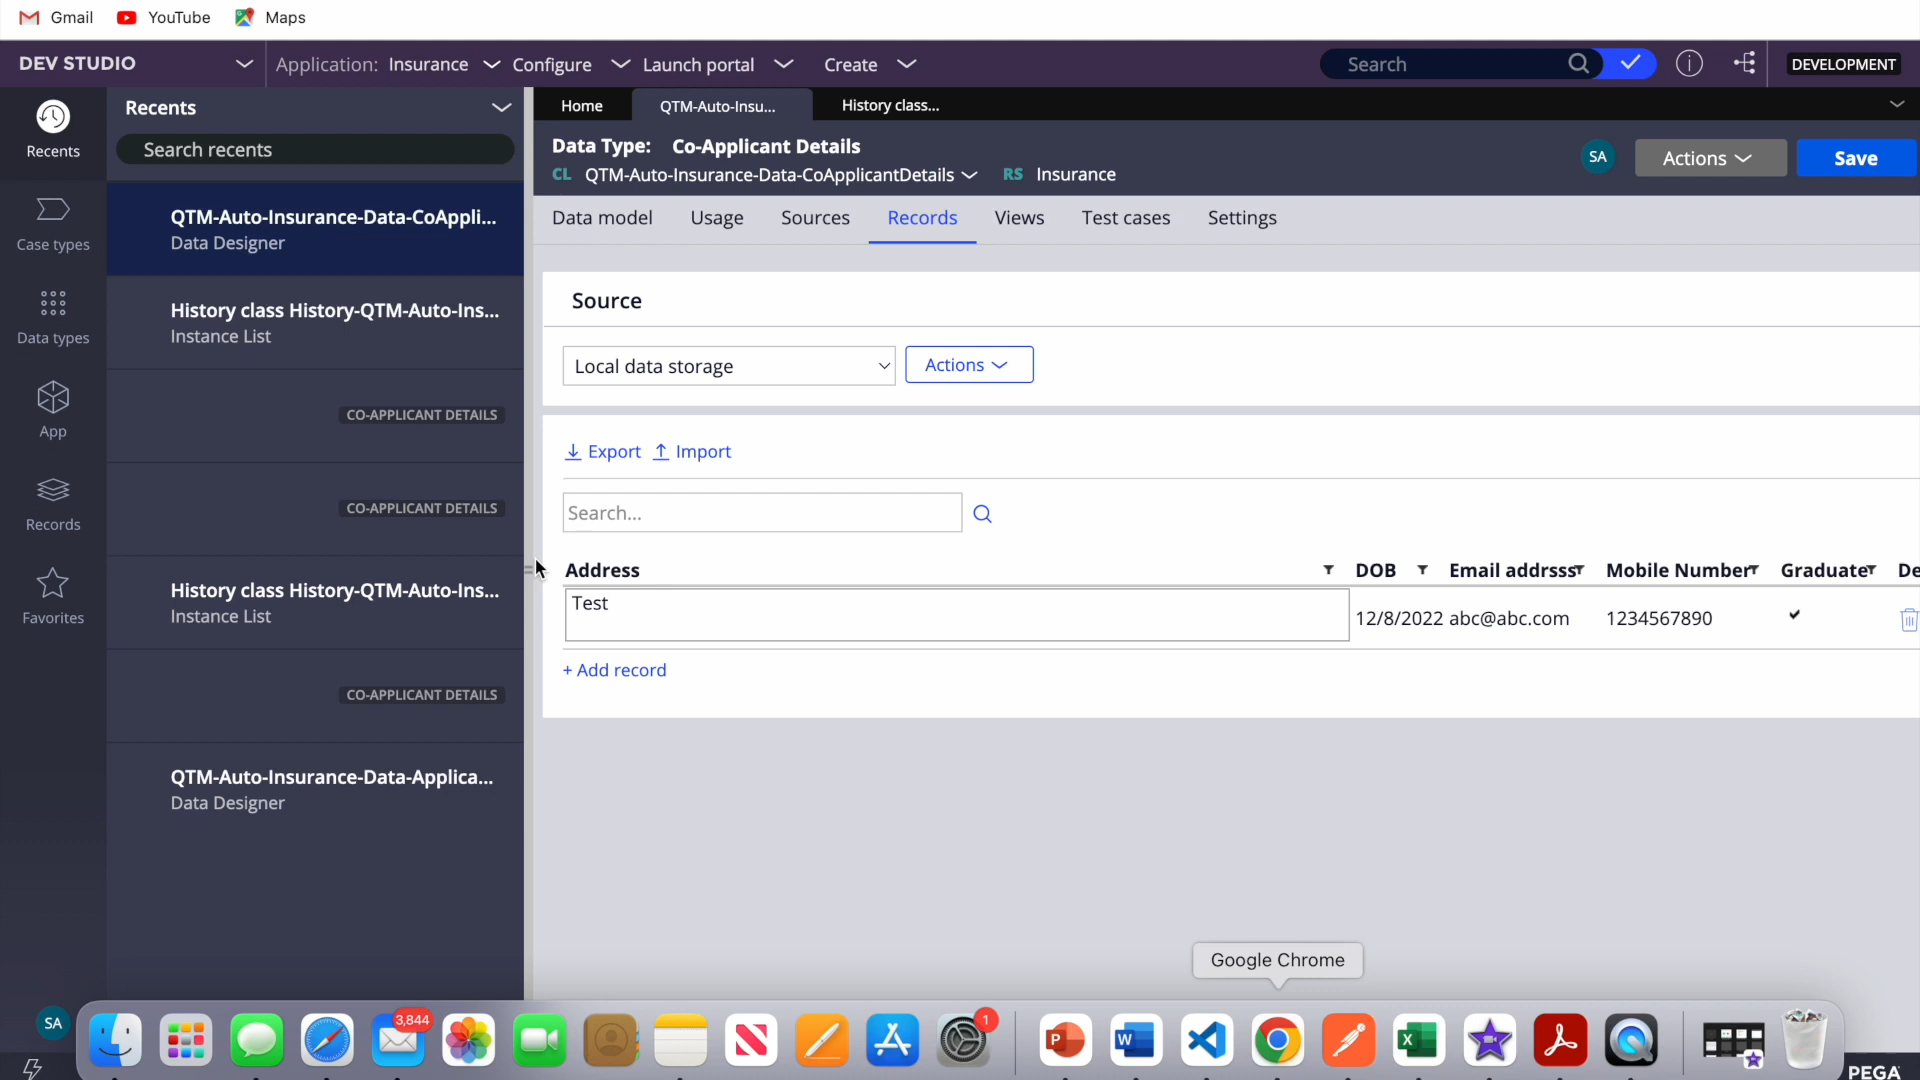 Gmail YouTube Maps
DEV STUDIO Application: Insurance Configure Launch portal Create Search DEVELOPMENT
Recents
Search recents
Recents
Case types
Data types
App
Records
Favorites
SA
QTM-Auto-Insurance-Data-CoAppli...
Data Designer
History class History-QTM-Auto-Ins...
Instance List
CO-APPLICANT DETAILS
CO-APPLICANT DETAILS
History class History-QTM-Auto-Ins...
Instance List
CO-APPLICANT DETAILS
QTM-Auto-Insurance-Data-Applica...
Data Designer
Home QTM-Auto-Insu... History class...
Data Type: Co-Applicant Details
CL QTM-Auto-Insurance-Data-CoApplicantDetails RS Insurance
SA Actions Save
Data model Usage Sources Records Views Test cases Settings
Source
Local data storage Actions
Export Import
Search...
Address DOB Email addrsss Mobile Number Graduate De
Test 12/8/2022 abc@abc.com 1234567890
+ Add record
Google Chrome
3,844
1
P W X
PEGA